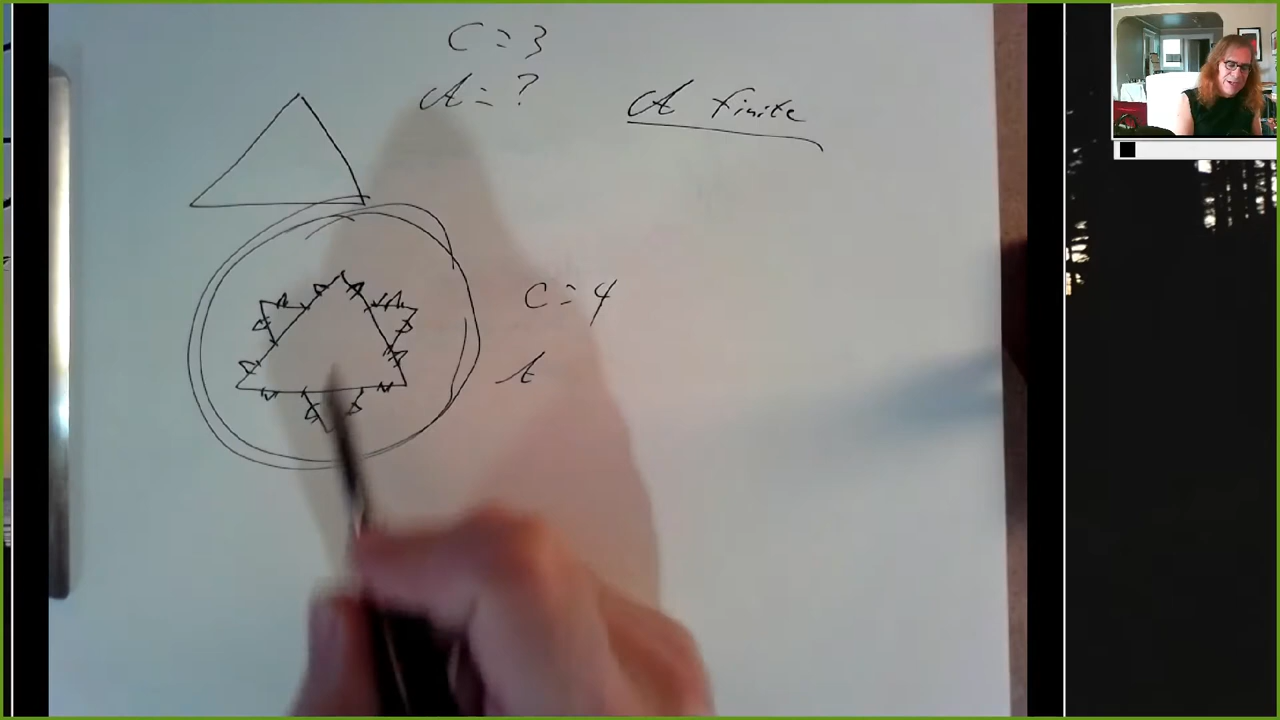 C = 3
A = ?
A finite
C = 4
A